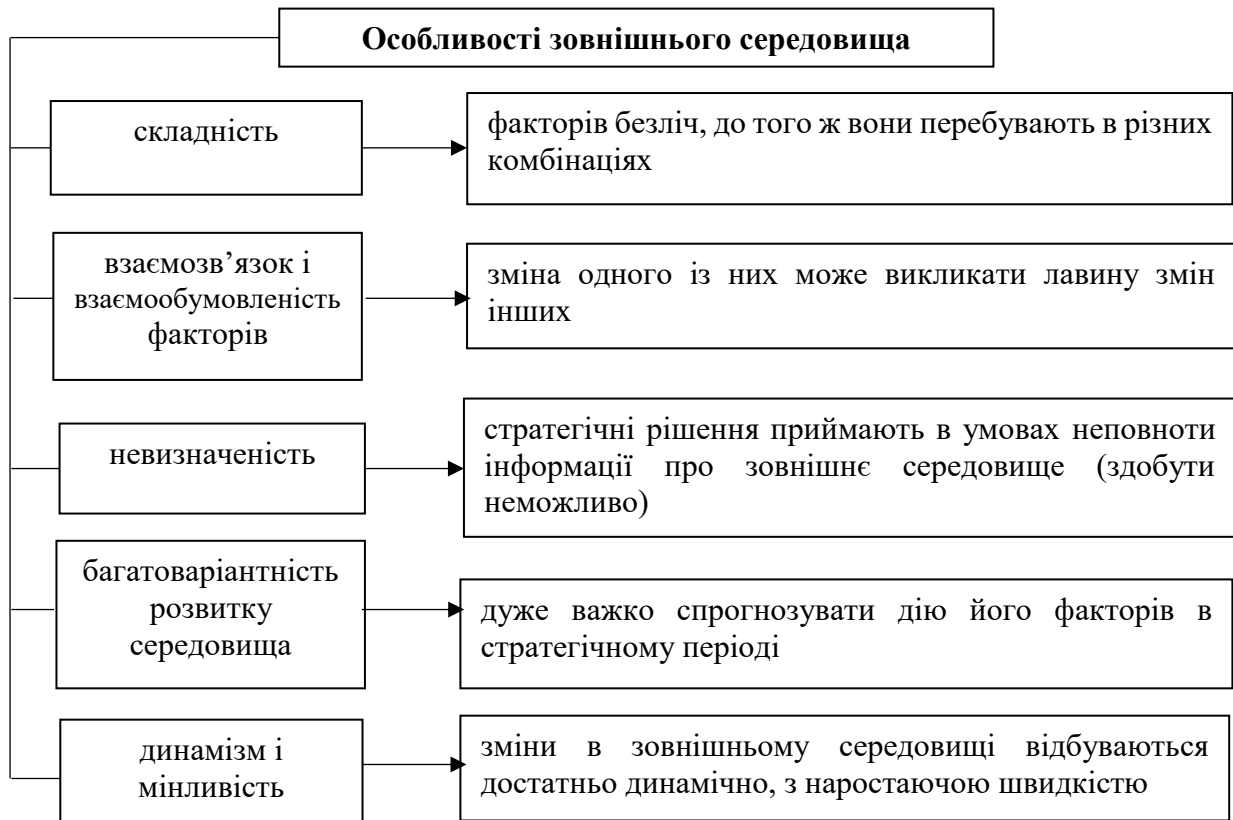 Особливості зовнішнього середовища
складність
факторів безліч, до того ж вони перебувають в різних
комбінаціях
взаємозв’язок і
взаємообумовленість
факторів
зміна одного із них може викликати лавину змін
інших
невизначеність
стратегічні рішення приймають в умовах неповноти
інформації про зовнішнє середовище (здобути
неможливо)
багатоваріантність
розвитку
середовища
дуже важко спрогнозувати дію його факторів в
стратегічному періоді
динамізм і
мінливість
зміни в зовнішньому середовищі відбуваються
достатньо динамічно, з наростаючою швидкістю